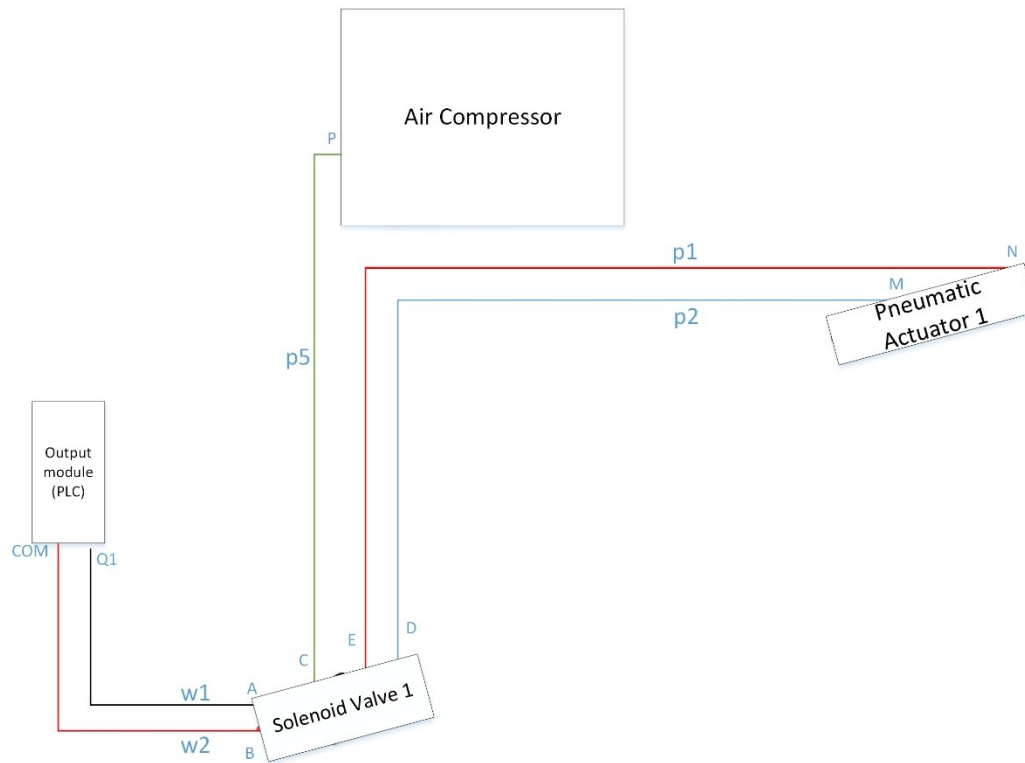 Air Compressor
P
p1
N
M
Pneumatic
Actuator 1
p2
p5
Output
module
(PLC)
COM
Q1
E
D
C
A
w1
Solenoid Valve 1
B
w2